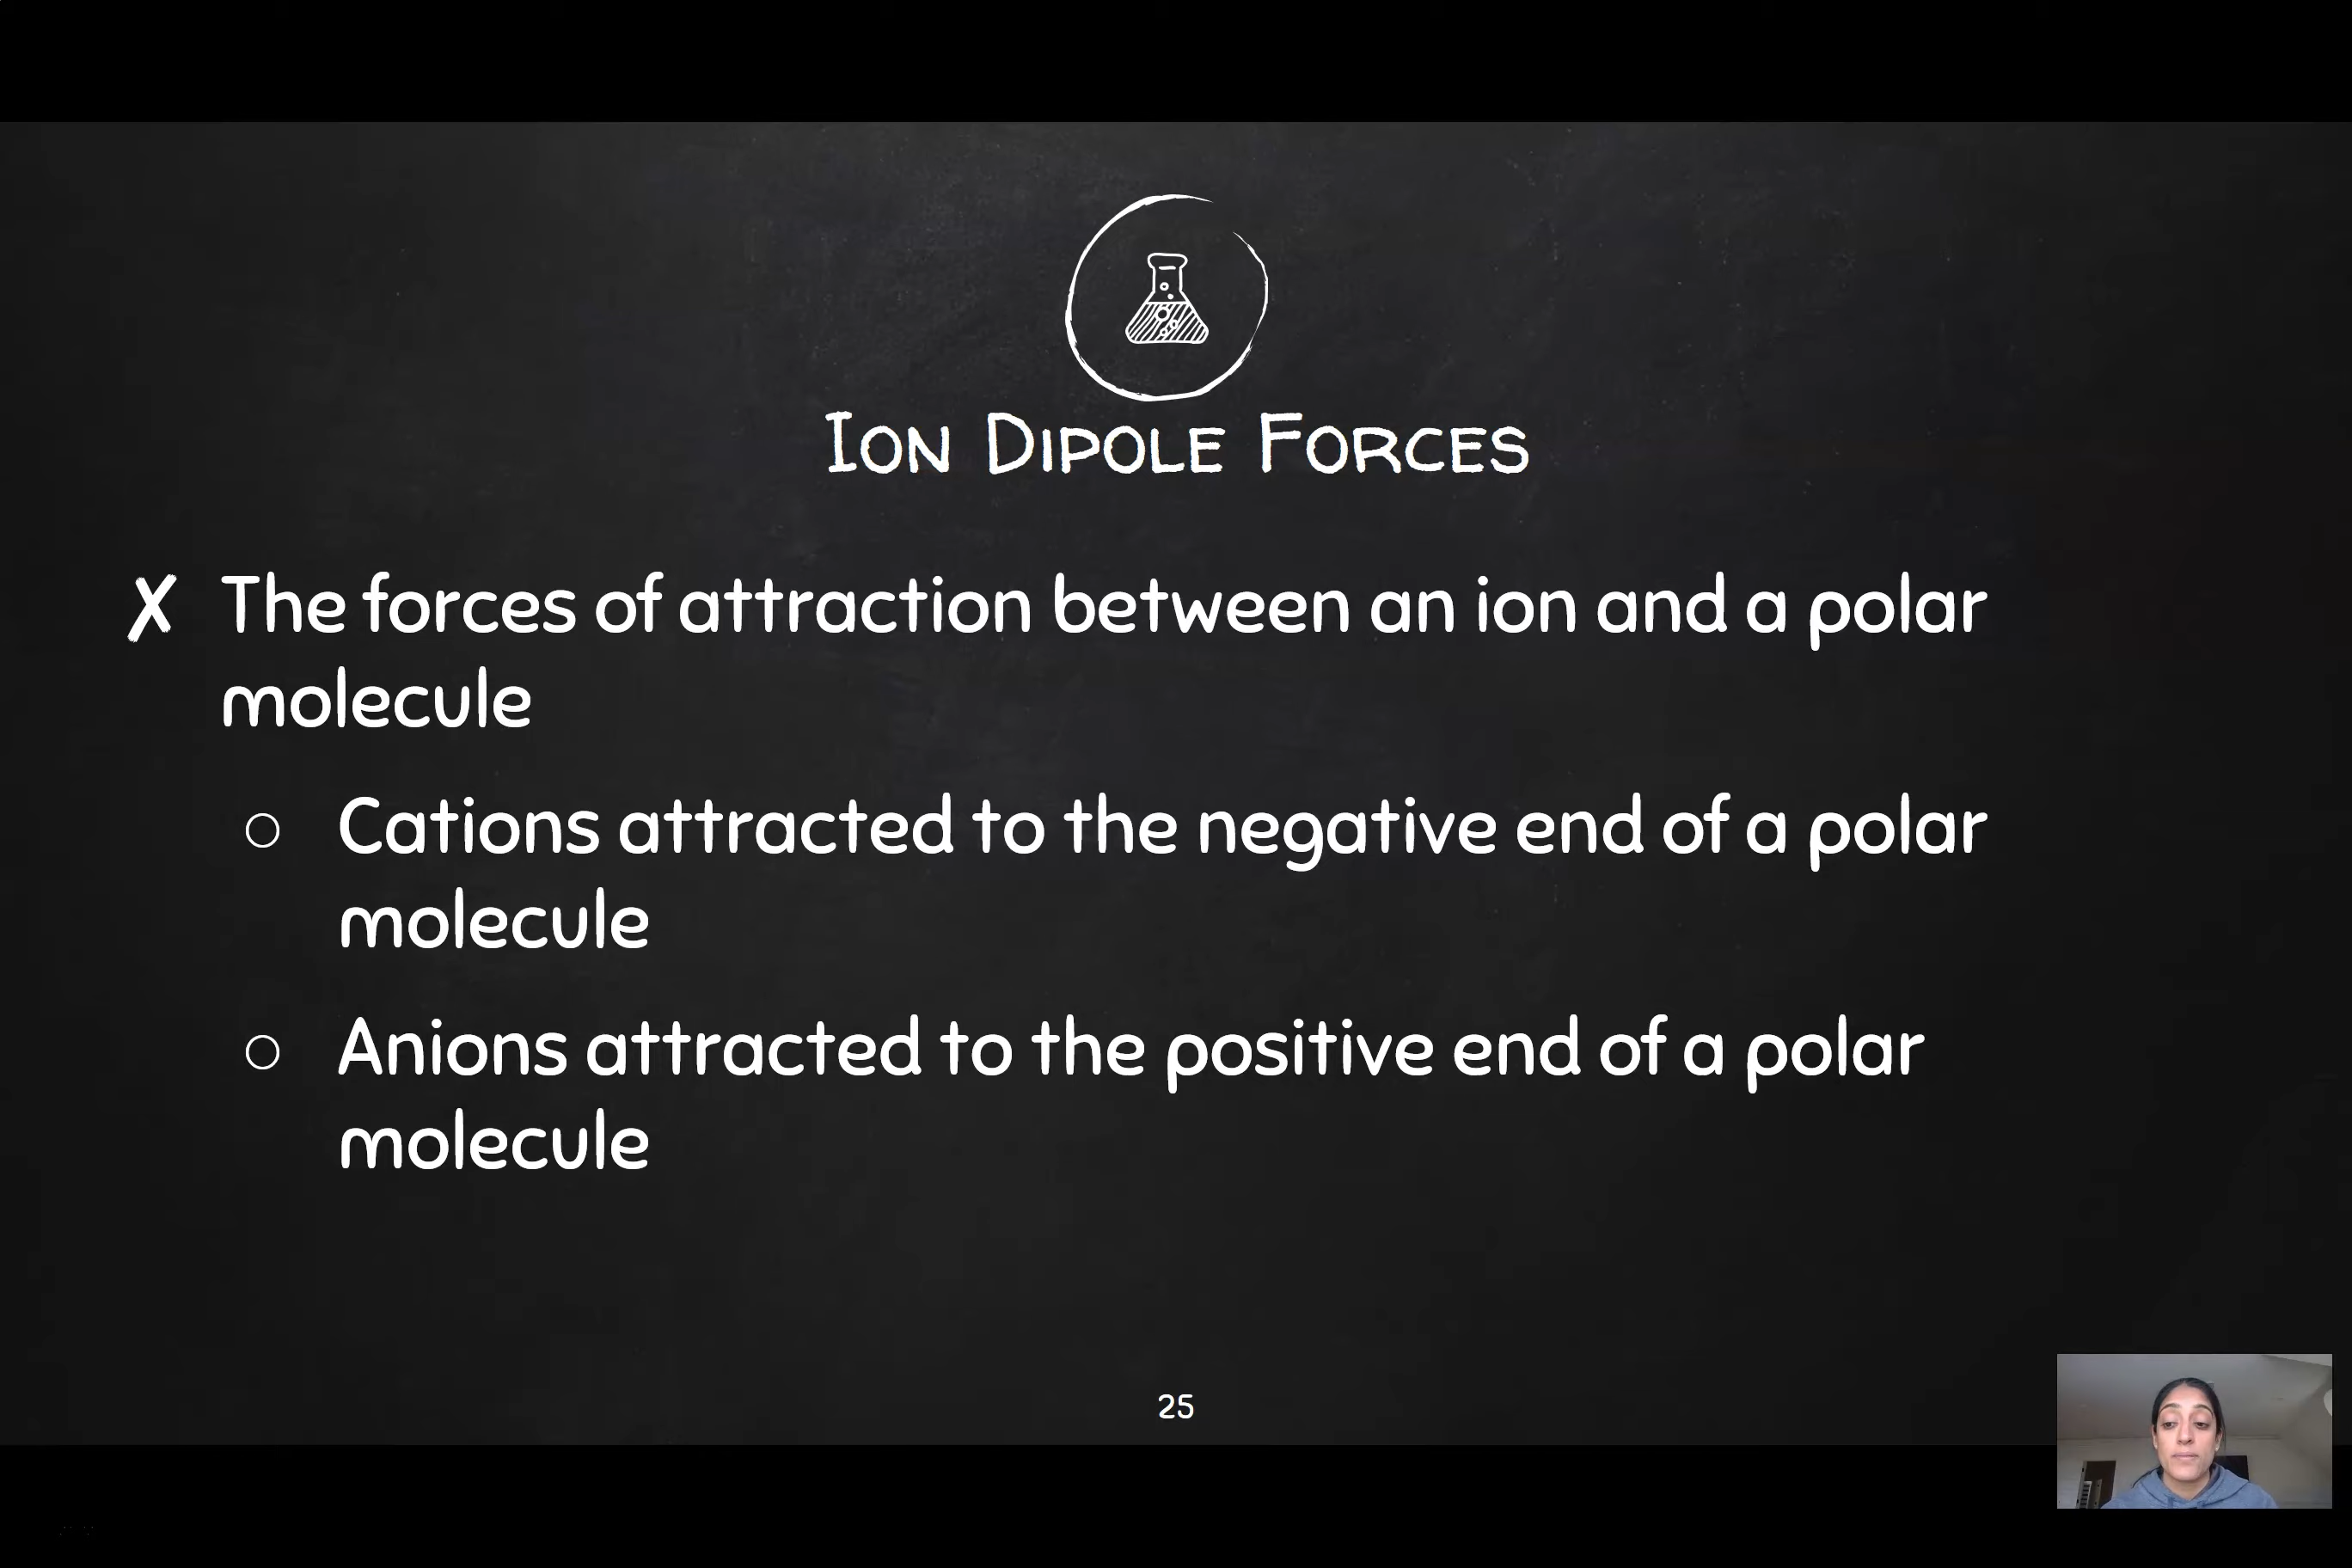 Ion Dipole Forces
✗ The forces of attraction between an ion and a polar
molecule
○ Cations attracted to the negative end of a polar
molecule
○ Anions attracted to the positive end of a polar
molecule
25